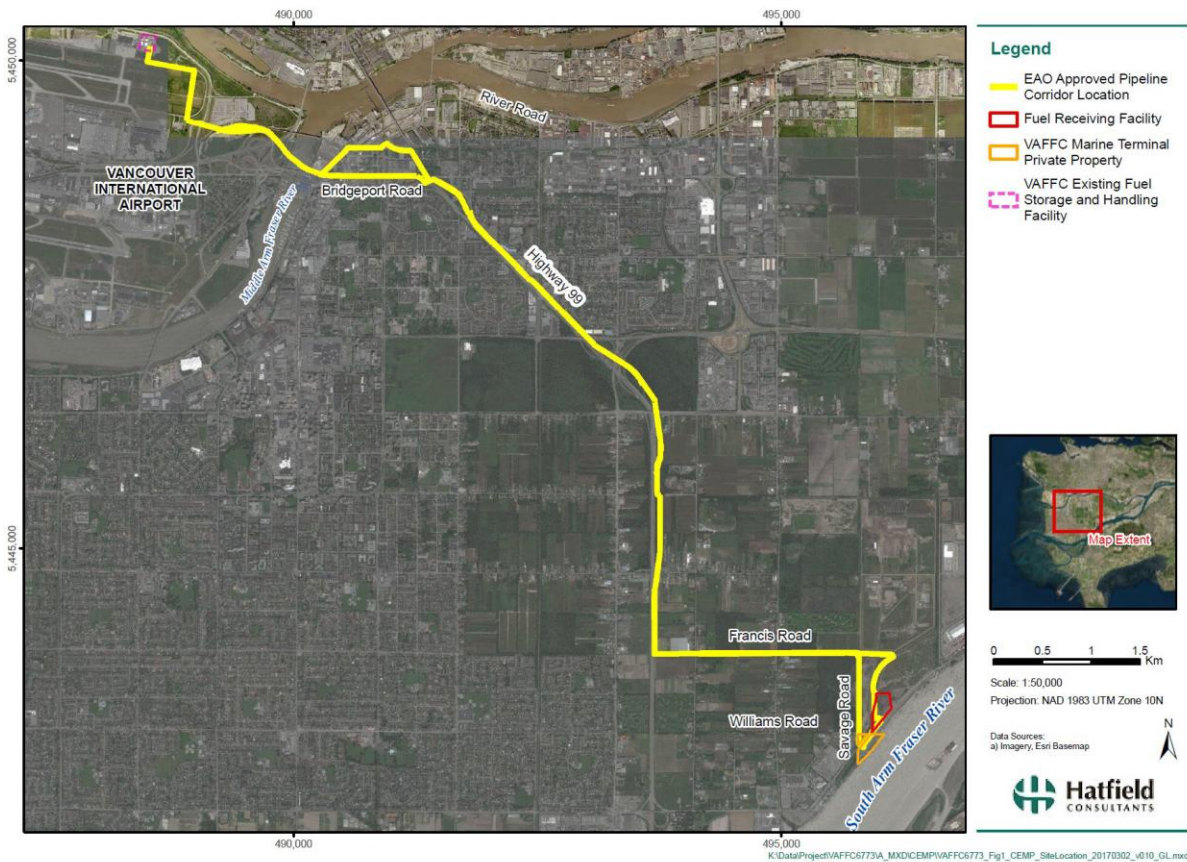 490,000
495,000
5,450,000
5,445,000
River Road
VANCOUVER
INTERNATIONAL
AIRPORT
Bridgeport Road
Middle Arm Fraser River
Highway 99
Francis Road
Savage Road
Williams Road
South Arm Fraser River
490,000
495,000
Legend
EAO Approved Pipeline
Corridor Location
Fuel Receiving Facility
VAFFC Marine Terminal
Private Property
VAFFC Existing Fuel
Storage and Handling
Facility
Map Extent
0 0.5 1 1.5
Km
Scale: 1:50,000
Projection: NAD 1983 UTM Zone 10N
N
Data Sources:
a) Imagery, Esri Basemap
Hatfield
CONSULTANTS
K:\Data\Project\VAFFC6773\A_MXD\CEMP\VAFFC6773_Fig1_CEMP_SiteLocation_20170302_v010_GL.mxd